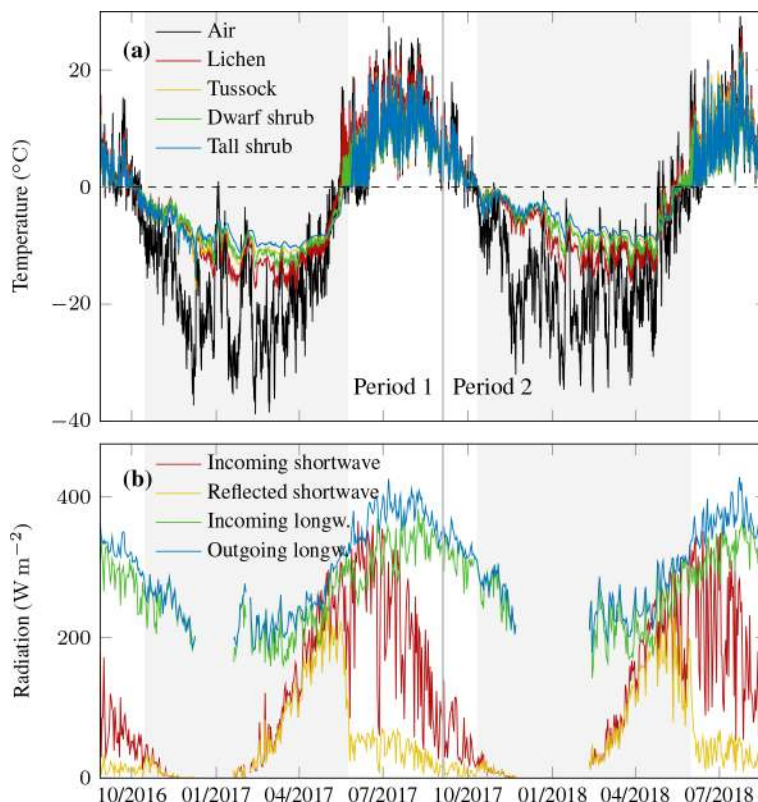 (a)
Air
Lichen
Tussock
Dwarf shrub
Tall shrub
20
0
−20
−40
Temperature (°C)
Period 1
Period 2
(b)
Incoming shortwave
Reflected shortwave
Incoming longw.
Outgoing longw.
400
200
0
Radiation (W m−2)
10/2016 01/2017 04/2017 07/2017 10/2017 01/2018 04/2018 07/2018